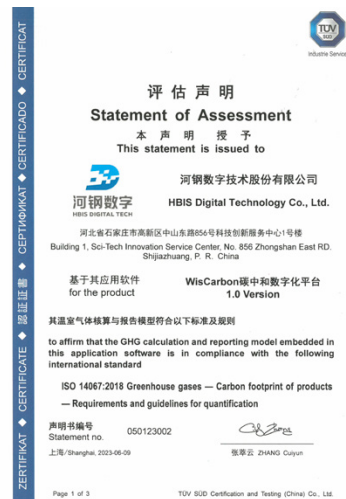 TÜV
SÜD
Industrie Service
ZERTIFIKAT ◆ CERTIFICATE ◆ 認証証書 ◆ СЕРТИФИКАТ ◆ CERTIFICADO ◆ CERTIFICAT
评 估 声 明
Statement of Assessment
本 声 明 授 予
This statement is issued to
河钢数字
HBIS DIGITAL TECH
河钢数字技术股份有限公司
HBIS Digital Technology Co., Ltd.
河北省石家庄市高新区中山东路856号科技创新服务中心1号楼
Building 1, Sci-Tech Innovation Service Center, No. 856 Zhongshan East RD.
Shijiazhuang, P. R. China
基于其应用软件
for the product
WisCarbon碳中和数字化平台
1.0 Version
其温室气体核算与报告模型符合以下标准及规则
to affirm that the GHG calculation and reporting model embedded in
this application software is in compliance with the following
international standard
ISO 14067:2018 Greenhouse gases — Carbon footprint of products
— Requirements and guidelines for quantification
声明书编号
Statement no.
050123002
上海/Shanghai, 2023-06-09
张萃云 ZHANG Cuiyun
Page 1 of 3
TÜV SÜD Certification and Testing (China) Co., Ltd.